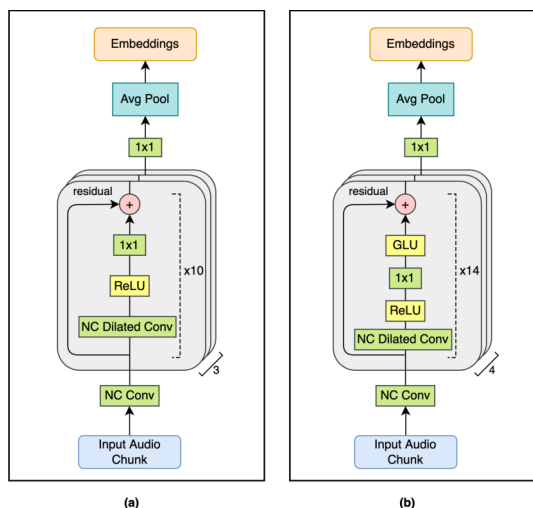 Embeddings
Avg Pool
1x1
residual
+
1x1
x10
ReLU
NC Dilated Conv
3
NC Conv
Input Audio
Chunk
(a)
Embeddings
Avg Pool
1x1
residual
+
GLU
1x1
x14
ReLU
NC Dilated Conv
4
NC Conv
Input Audio
Chunk
(b)